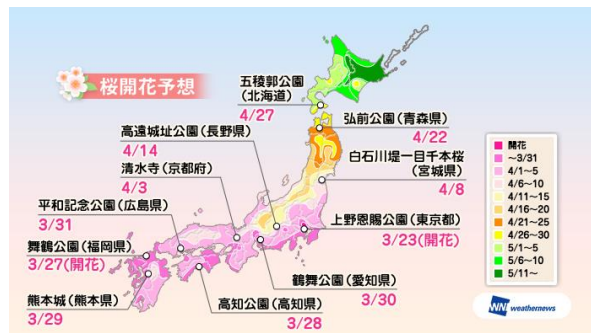 桜開花予想
五稜郭公園
(北海道)
4/27
弘前公園(青森県)
4/22
高遠城址公園(長野県)
4/14
白石川堤一目千本桜
(宮城県)
4/8
清水寺(京都府)
4/3
平和記念公園(広島県)
3/31
上野恩賜公園(東京都)
3/23(開花)
舞鶴公園(福岡県)
3/27(開花)
鶴舞公園(愛知県)
3/30
熊本城(熊本県)
3/29
高知公園(高知県)
3/28
開花
~3/31
4/1~5
4/6~10
4/11~15
4/16~20
4/21~25
4/26~30
5/1~5
5/6~10
5/11~
WNI weathernews